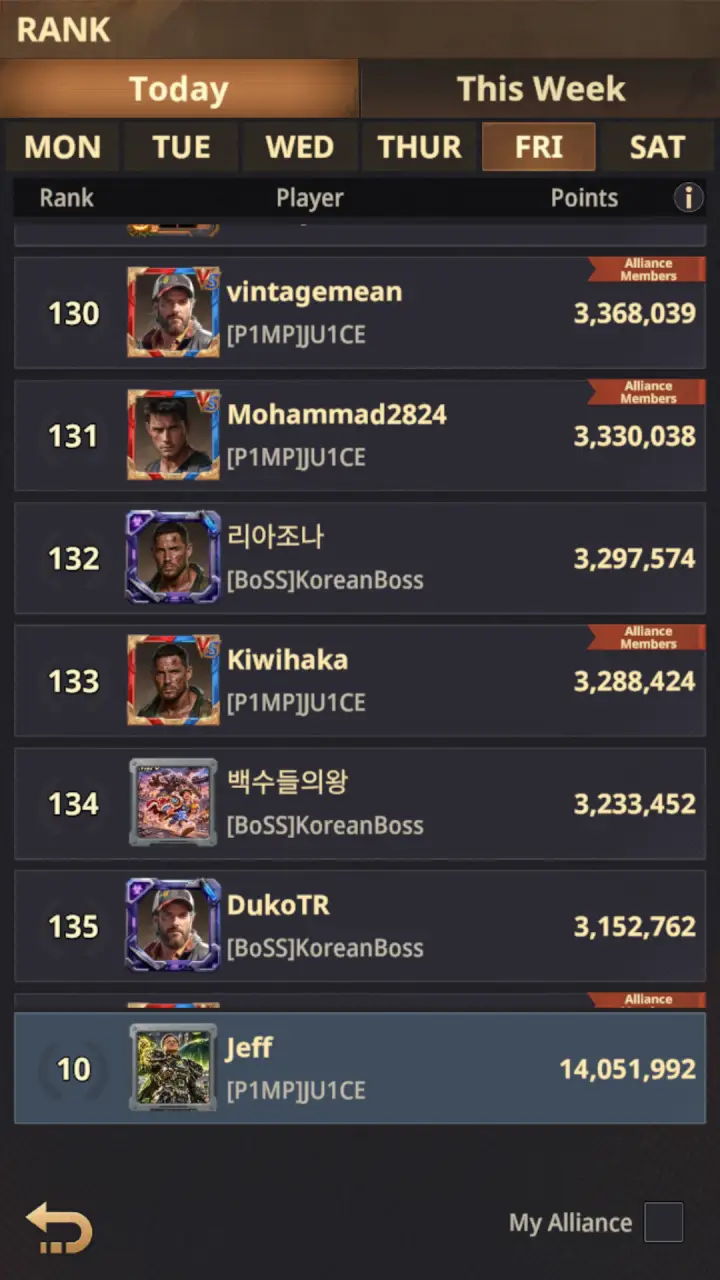 RANK
Today
This Week
MON
TUE
WED
THUR
FRI
SAT
Rank
Player
Points
i
Alliance
Members
130
VS
vintagemean
[P1MP]JU1CE
3,368,039
Alliance
Members
131
VS
Mohammad2824
[P1MP]JU1CE
3,330,038
132
리아조나
[BoSS]KoreanBoss
3,297,574
Alliance
Members
133
VS
Kiwihaka
[P1MP]JU1CE
3,288,424
134
백수들의왕
[BoSS]KoreanBoss
3,233,452
135
DukoTR
[BoSS]KoreanBoss
3,152,762
Alliance
10
Jeff
[P1MP]JU1CE
14,051,992
My Alliance